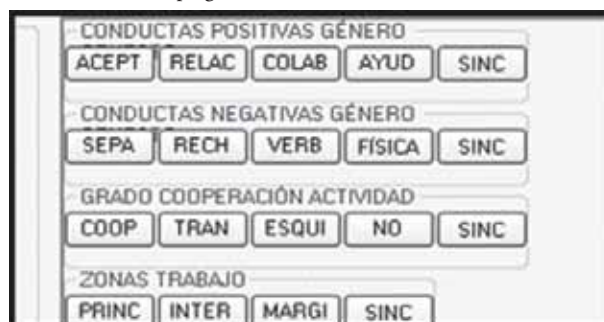 CONDUCTAS POSITIVAS GÉNERO
ACEPT RELAC COLAB AYUD SINC
CONDUCTAS NEGATIVAS GÉNERO
SEPA RECH VERB FÍSICA SINC
GRADO COOPERACIÓN ACTIVIDAD
COOP TRAN ESQUI NO SINC
ZONAS TRABAJO
PRINC INTER MARGI SINC